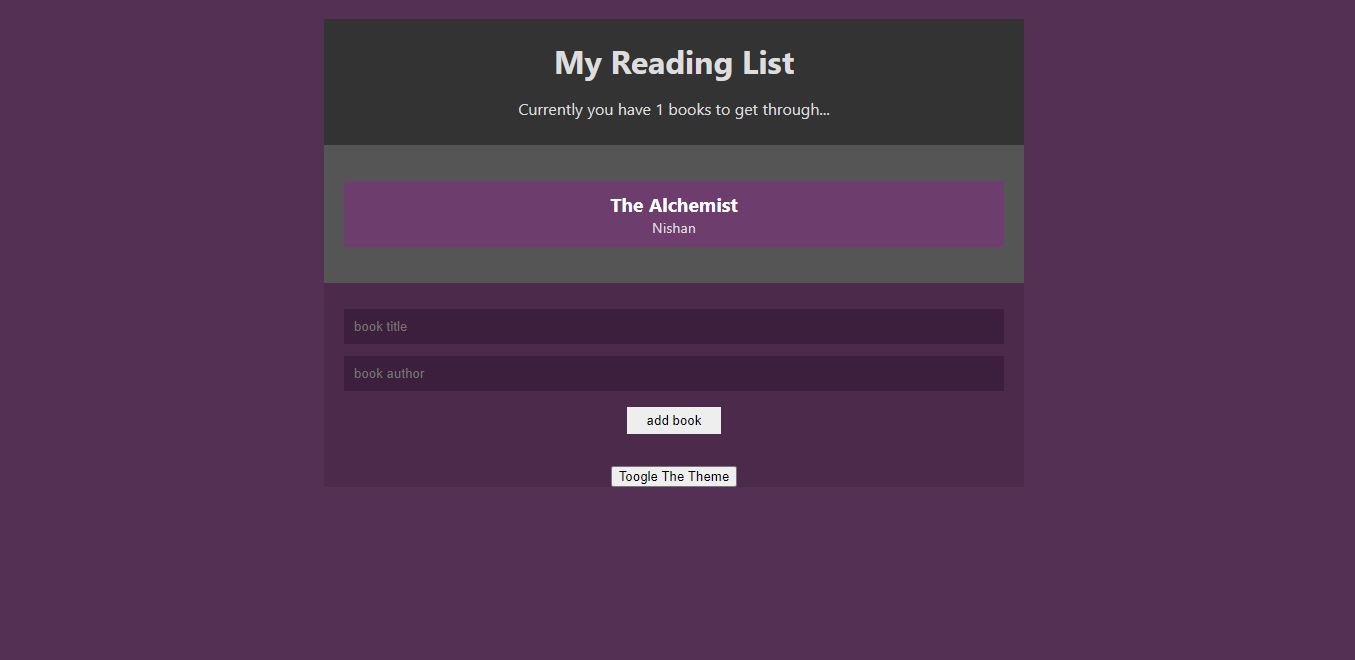 My Reading List
Currently you have 1 books to get through...
The Alchemist
Nishan
book title
book author
add book
Toogle The Theme